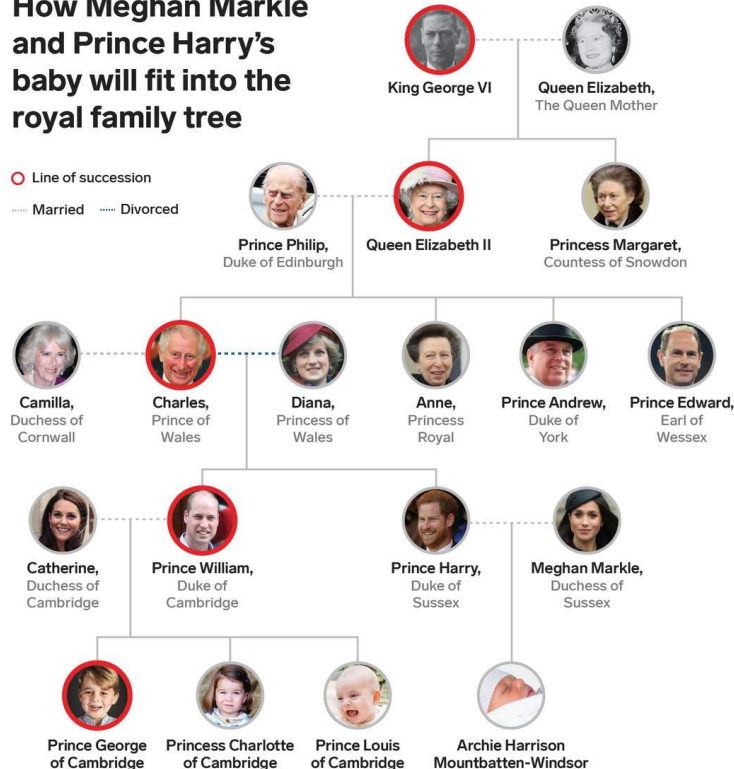 How Meghan Markle
and Prince Harry's
baby will fit into the
royal family tree
Line of succession
Married
Divorced
King George VI
Queen Elizabeth,
The Queen Mother
Prince Philip,
Duke of Edinburgh
Queen Elizabeth II
Princess Margaret,
Countess of Snowdon
Camilla,
Duchess of
Cornwall
Charles,
Prince of
Wales
Diana,
Princess of
Wales
Anne,
Princess
Royal
Prince Andrew,
Duke of
York
Prince Edward,
Earl of
Wessex
Catherine,
Duchess of
Cambridge
Prince William,
Duke of
Cambridge
Prince Harry,
Duke of
Sussex
Meghan Markle,
Duchess of
Sussex
Prince George
of Cambridge
Princess Charlotte
of Cambridge
Prince Louis
of Cambridge
Archie Harrison
Mountbatten-Windsor